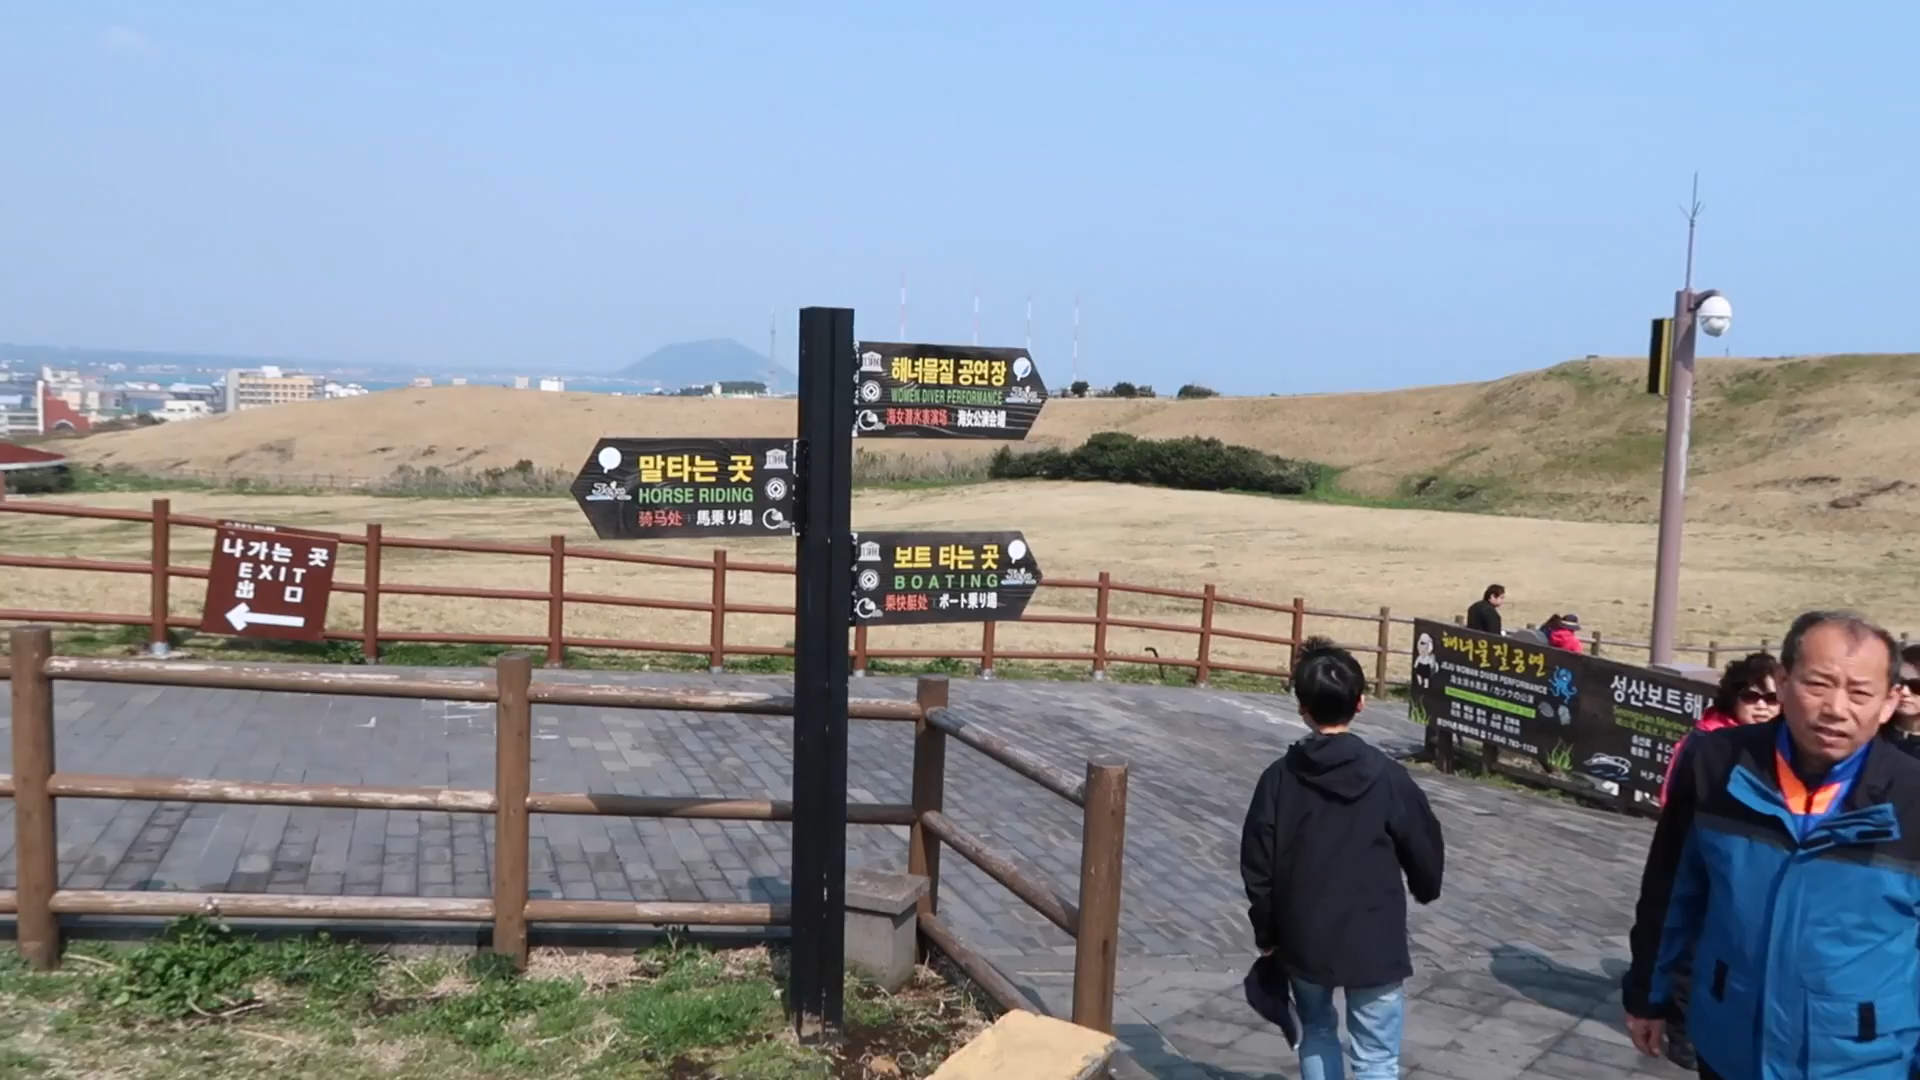 해녀물질 공연장
WOMEN DIVER PERFORMANCE
海女潜水表演场 海女公演会場
말타는 곳
HORSE RIDING
骑马处 馬乗り場
보트 타는 곳
BOATING
乘快艇处 ボート乗り場
나가는 곳
EXIT
出 口
해녀물질공연
JEJU WOMAN DIVER PERFORMANCE
성산보트해